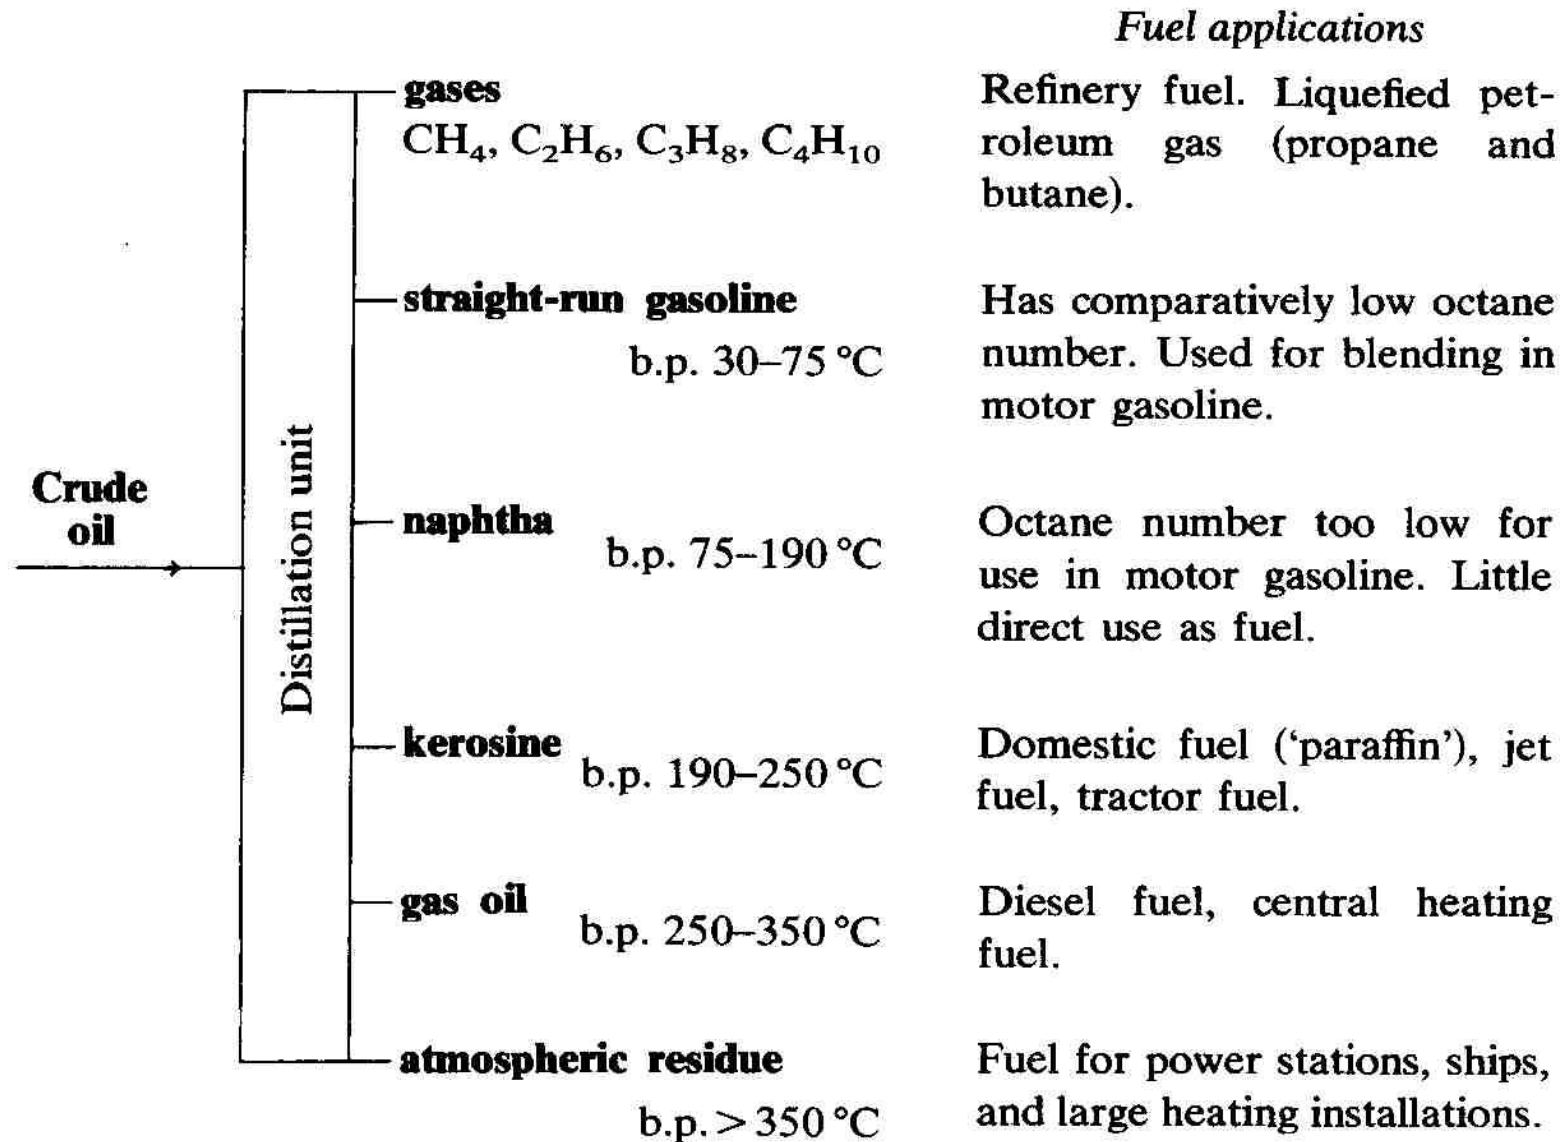 Fuel applications
gases
CH₄, C₂H₆, C₃H₈, C₄H₁₀
Refinery fuel. Liquefied pet-
roleum gas (propane and
butane).
straight-run gasoline
b.p. 30–75 °C
Has comparatively low octane
number. Used for blending in
motor gasoline.
Crude
oil
Distillation unit
naphtha
b.p. 75–190 °C
Octane number too low for
use in motor gasoline. Little
direct use as fuel.
kerosine
b.p. 190–250 °C
Domestic fuel (‘paraffin’), jet
fuel, tractor fuel.
gas oil
b.p. 250–350 °C
Diesel fuel, central heating
fuel.
atmospheric residue
b.p. > 350 °C
Fuel for power stations, ships,
and large heating installations.